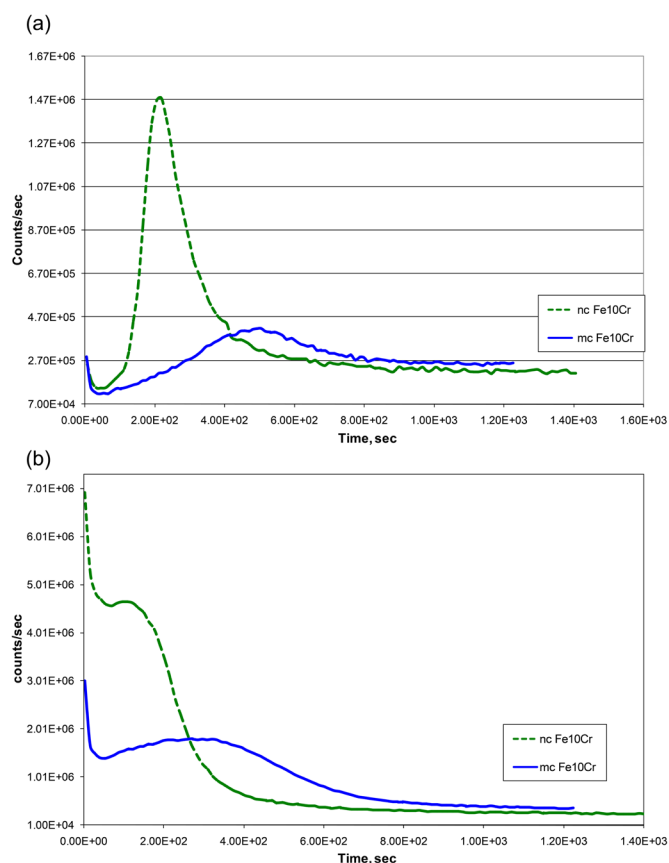 (a)
1.67E+06
1.47E+06
1.27E+06
1.07E+06
8.70E+05
6.70E+05
4.70E+05
2.70E+05
7.00E+04
Counts/sec
nc Fe10Cr
mc Fe10Cr
0.00E+00 2.00E+02 4.00E+02 6.00E+02 8.00E+02 1.00E+03 1.20E+03 1.40E+03 1.60E+03
Time, sec
(b)
7.01E+06
6.01E+06
5.01E+06
4.01E+06
3.01E+06
2.01E+06
1.01E+06
1.00E+04
counts/sec
nc Fe10Cr
mc Fe10Cr
0.00E+00 2.00E+02 4.00E+02 6.00E+02 8.00E+02 1.00E+03 1.20E+03 1.40E+03
Time, sec